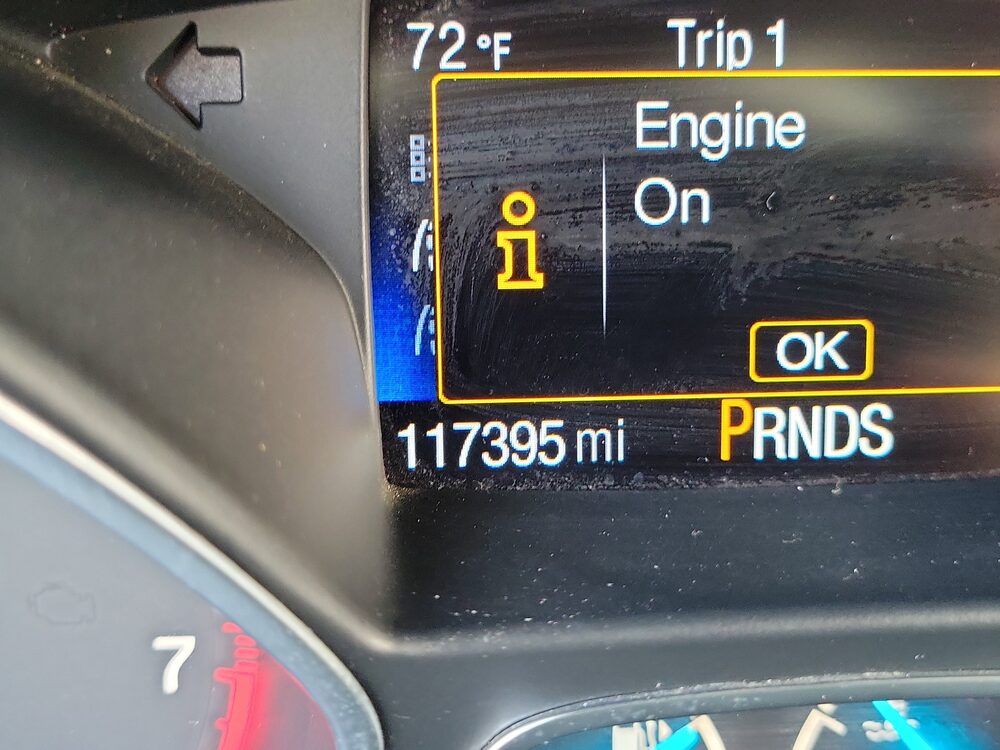 72 °F Trip 1
Engine
On
OK
117395 mi PRNDS
7